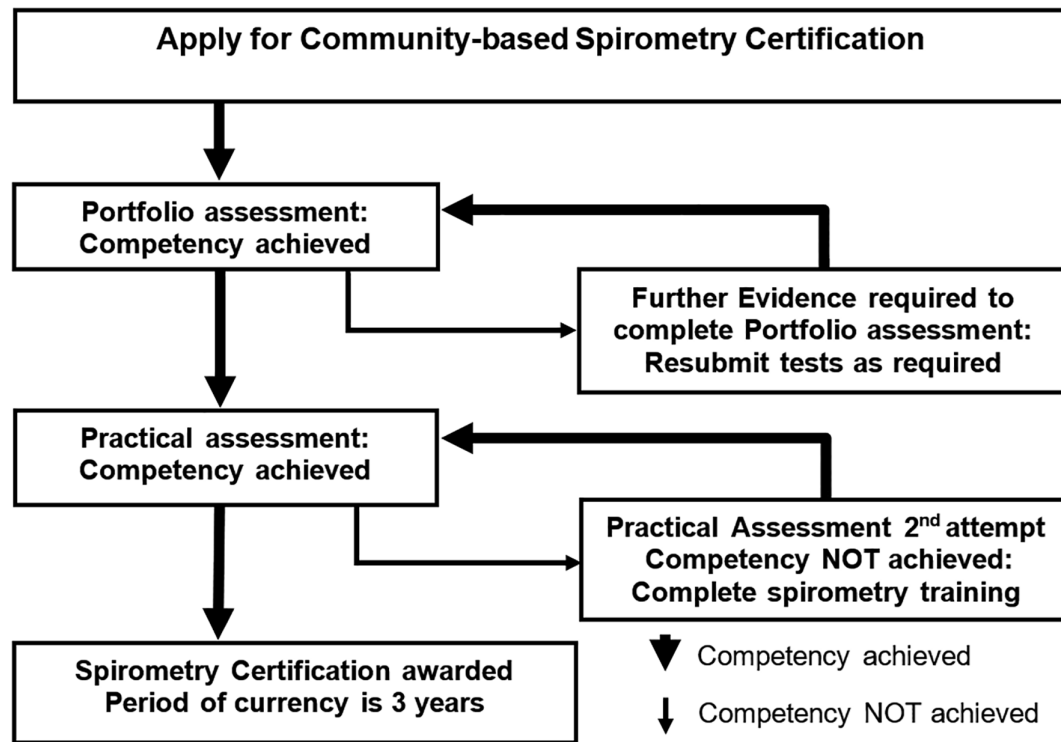 Apply for Community-based Spirometry Certification
Portfolio assessment:
Competency achieved
Further Evidence required to
complete Portfolio assessment:
Resubmit tests as required
Practical assessment:
Competency achieved
Practical Assessment 2nd attempt
Competency NOT achieved:
Complete spirometry training
Spirometry Certification awarded
Period of currency is 3 years
Competency achieved
Competency NOT achieved